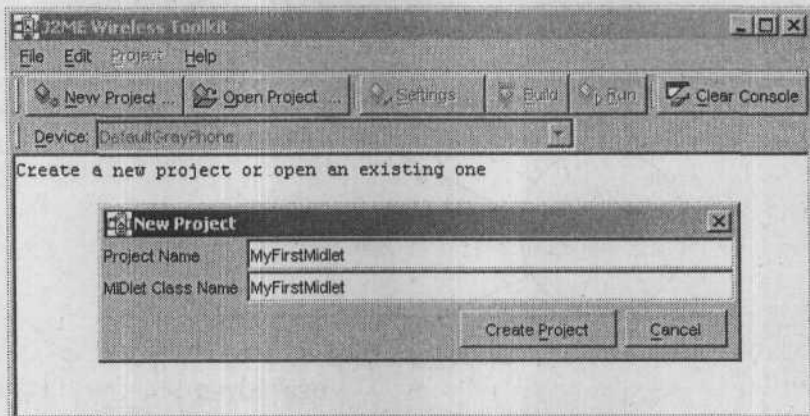 J2ME Wireless Toolkit
File Edit Project Help
New Project ... Open Project ... Settings ... Build Run Clear Console
Device: DefaultGrayPhone
Create a new project or open an existing one
New Project
Project Name MyFirstMidlet
MIDlet Class Name MyFirstMidlet
Create Project Cancel